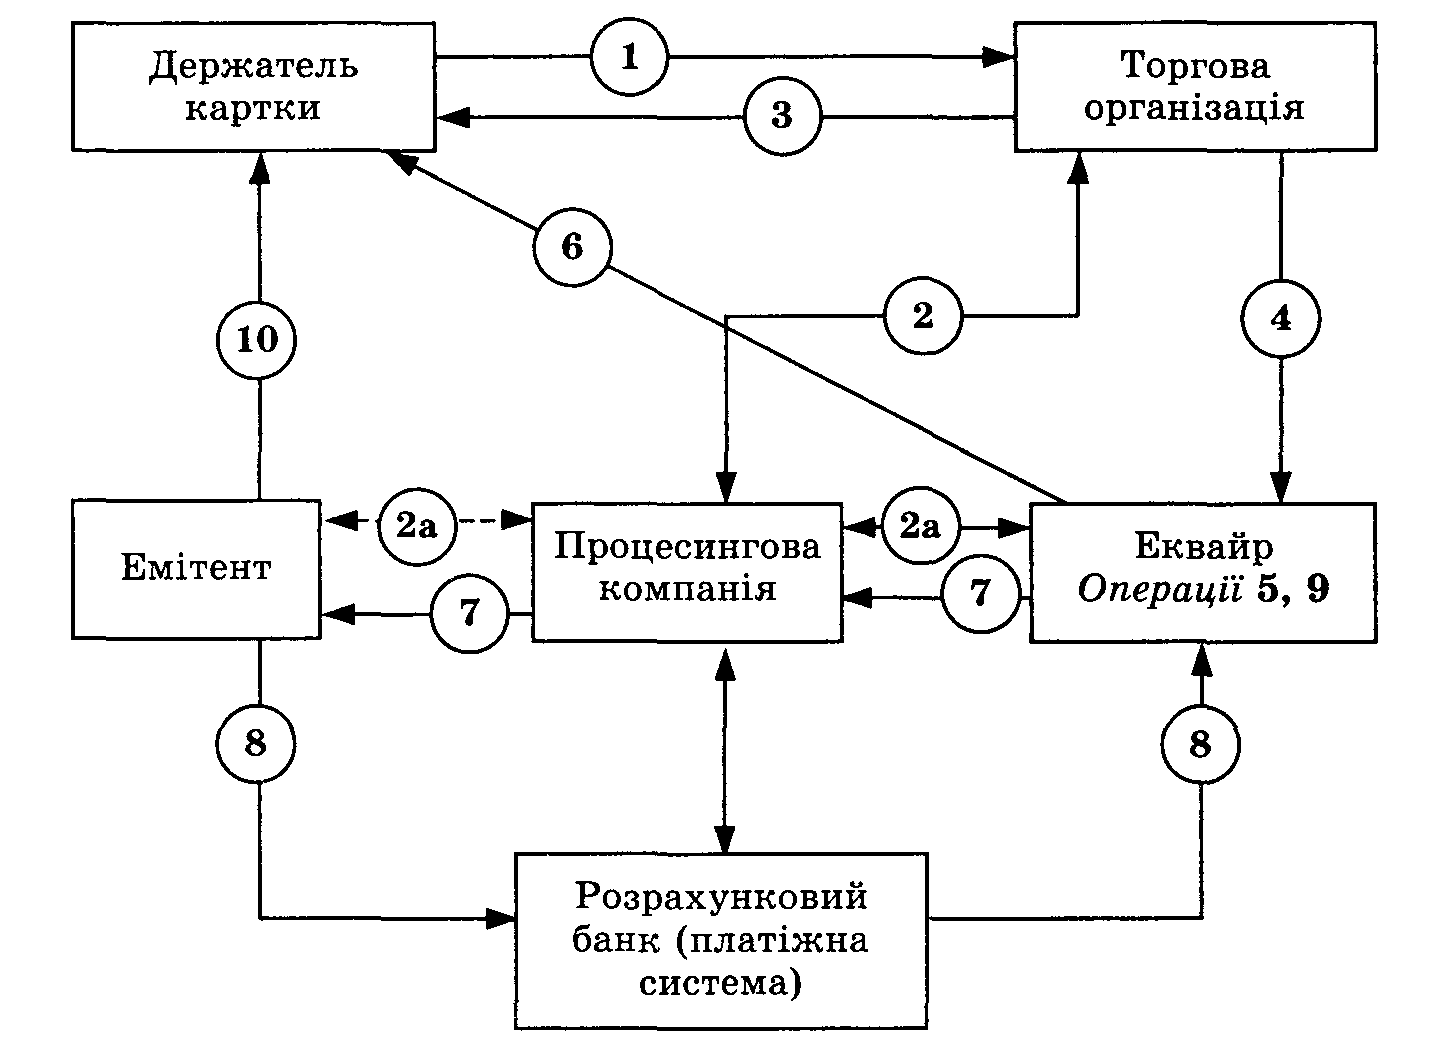 Держатель
картки
1
3
Торгова
організація
6
2
4
10
Емітент
2а
7
Процесингова
компанія
2а
7
Еквайр
Операції 5, 9
8
8
Розрахунковий
банк (платіжна
система)